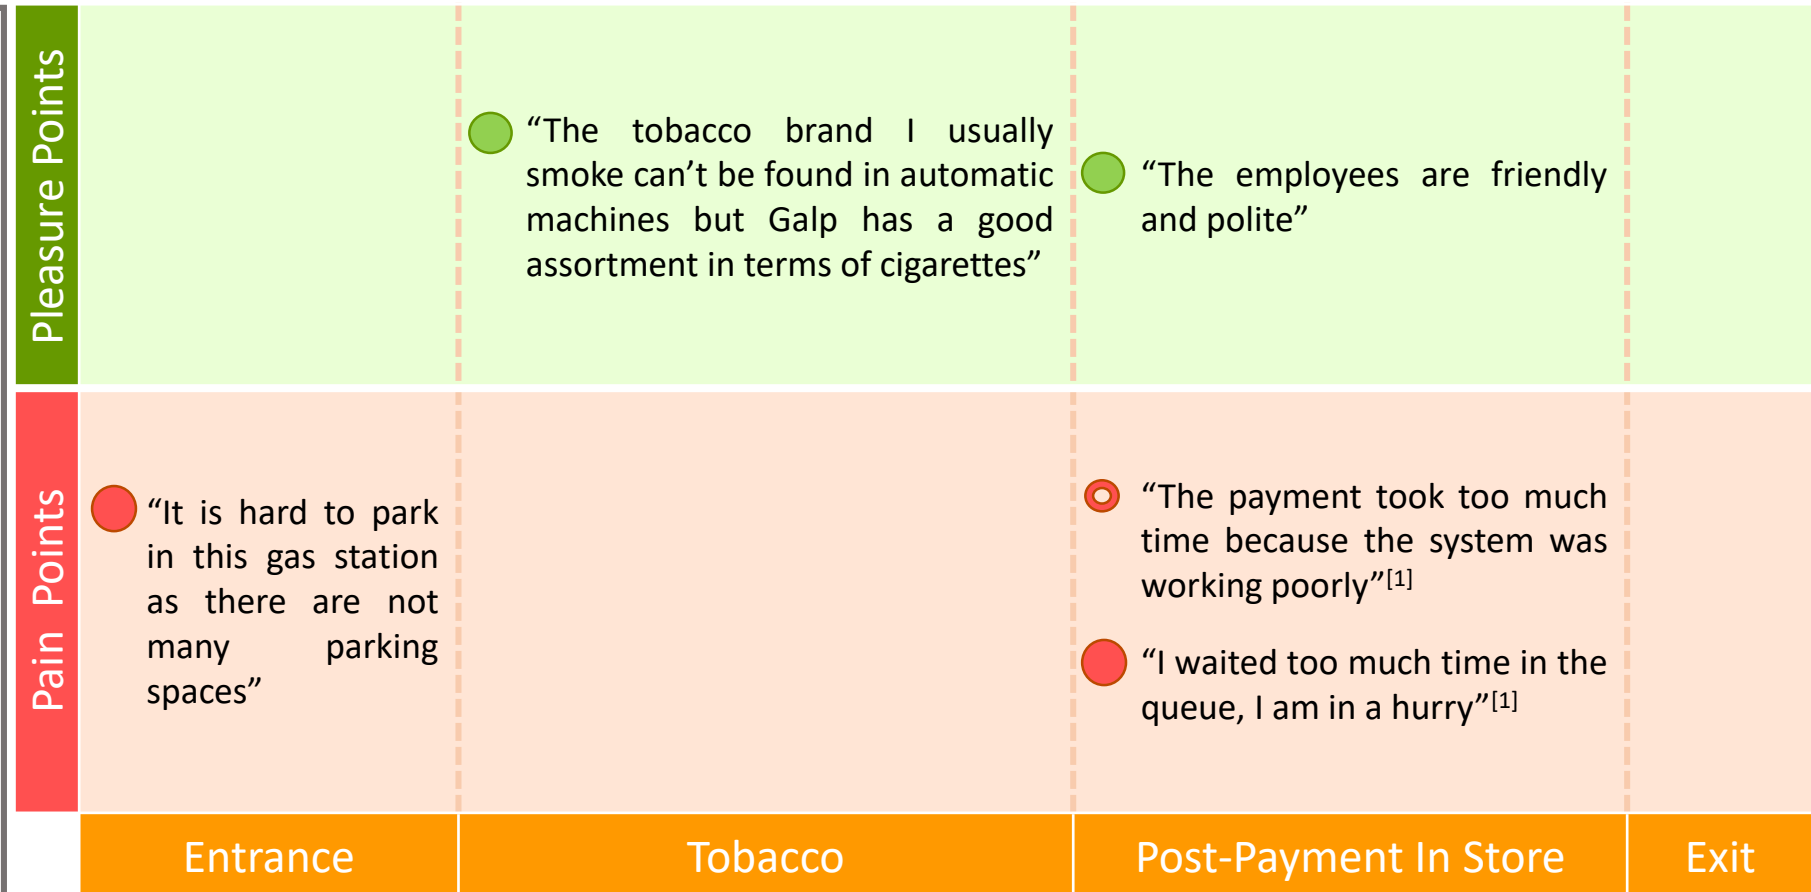 Pleasure Points
“The tobacco brand I usually
smoke can’t be found in automatic
machines but Galp has a good
assortment in terms of cigarettes”
“The employees are friendly
and polite”
Pain Points
“It is hard to park
in this gas station
as there are not
many parking
spaces”
“The payment took too much
time because the system was
working poorly”[1]
“I waited too much time in the
queue, I am in a hurry”[1]
Entrance
Tobacco
Post-Payment In Store
Exit